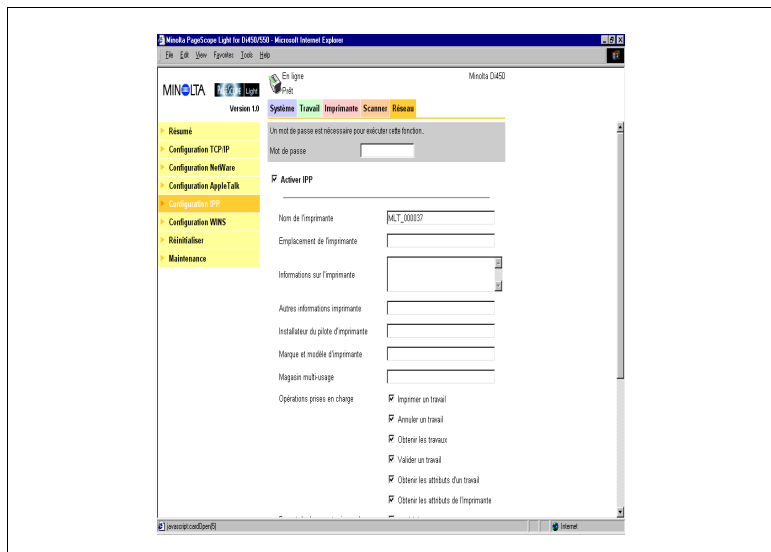 Minolta PageScope Light for Di450/550 - Microsoft Internet Explorer
File Edit View Favorites Tools Help
MINOLTA PageScope Light
Version 1.0
En ligne
Prêt
Minolta Di450
Système Travail Imprimante Scanner Réseau
Résumé
Configuration TCP/IP
Configuration NetWare
Configuration AppleTalk
Configuration IPP
Configuration WINS
Réinitialiser
Maintenance
Un mot de passe est nécessaire pour exécuter cette fonction.
Mot de passe
Activer IPP
Nom de l'imprimante MLT_000037
Emplacement de l'imprimante
Informations sur l'imprimante
Autres informations imprimante
Installateur du pilote d'imprimante
Marque et modèle d'imprimante
Magasin multi-usage
Opérations prises en charge Imprimer un travail
Annuler un travail
Obtenir les travaux
Valider un travail
Obtenir les attributs d'un travail
Obtenir les attributs de l'imprimante
javascript:cardOpen(5)
Internet